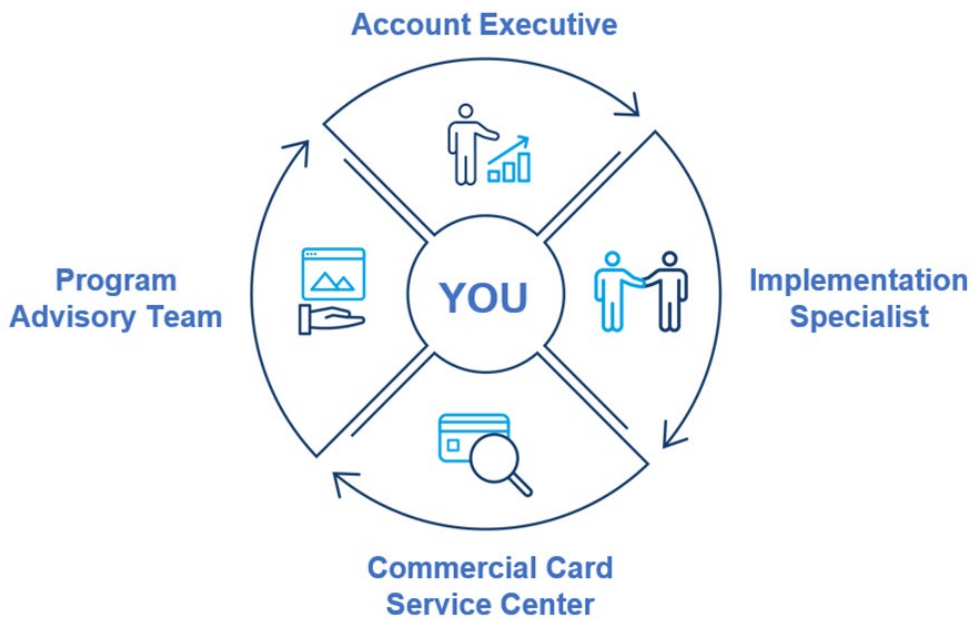 Account Executive
YOU
Program
Advisory Team
Implementation
Specialist
Commercial Card
Service Center